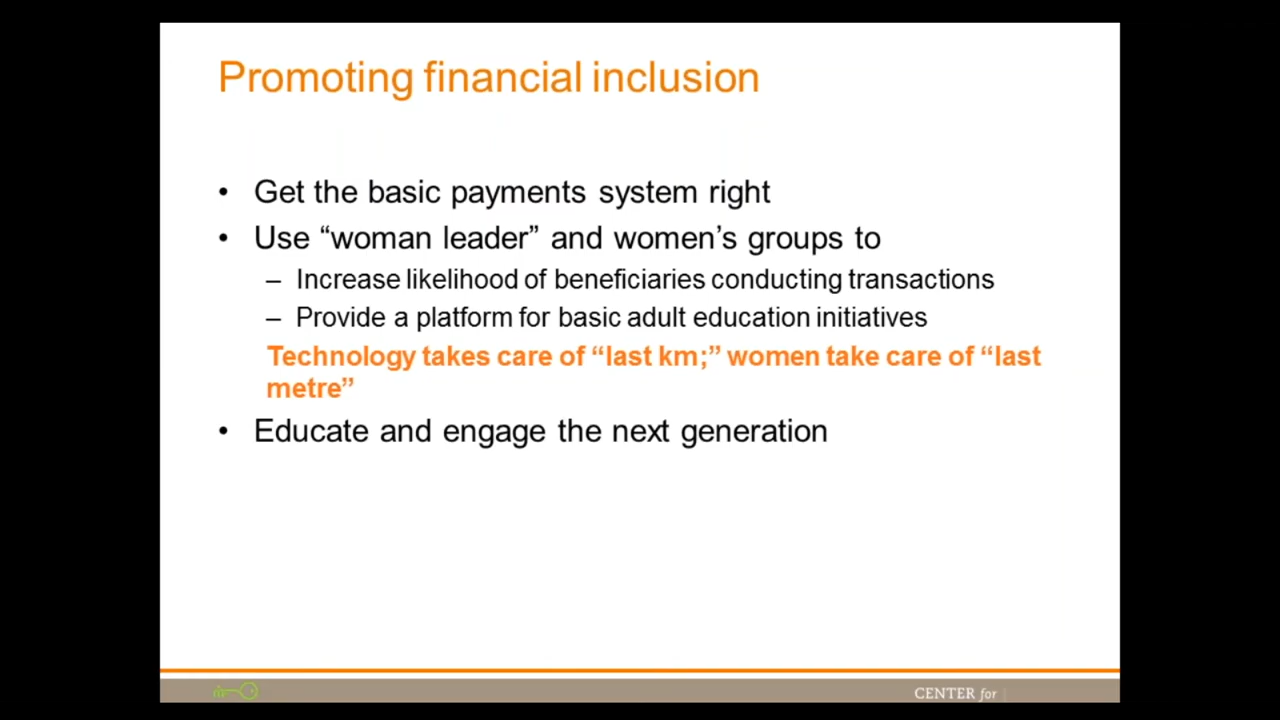 Promoting financial inclusion
• Get the basic payments system right
• Use “woman leader” and women’s groups to
– Increase likelihood of beneficiaries conducting transactions
– Provide a platform for basic adult education initiatives
Technology takes care of “last km;” women take care of “last
metre”
• Educate and engage the next generation
CENTER for